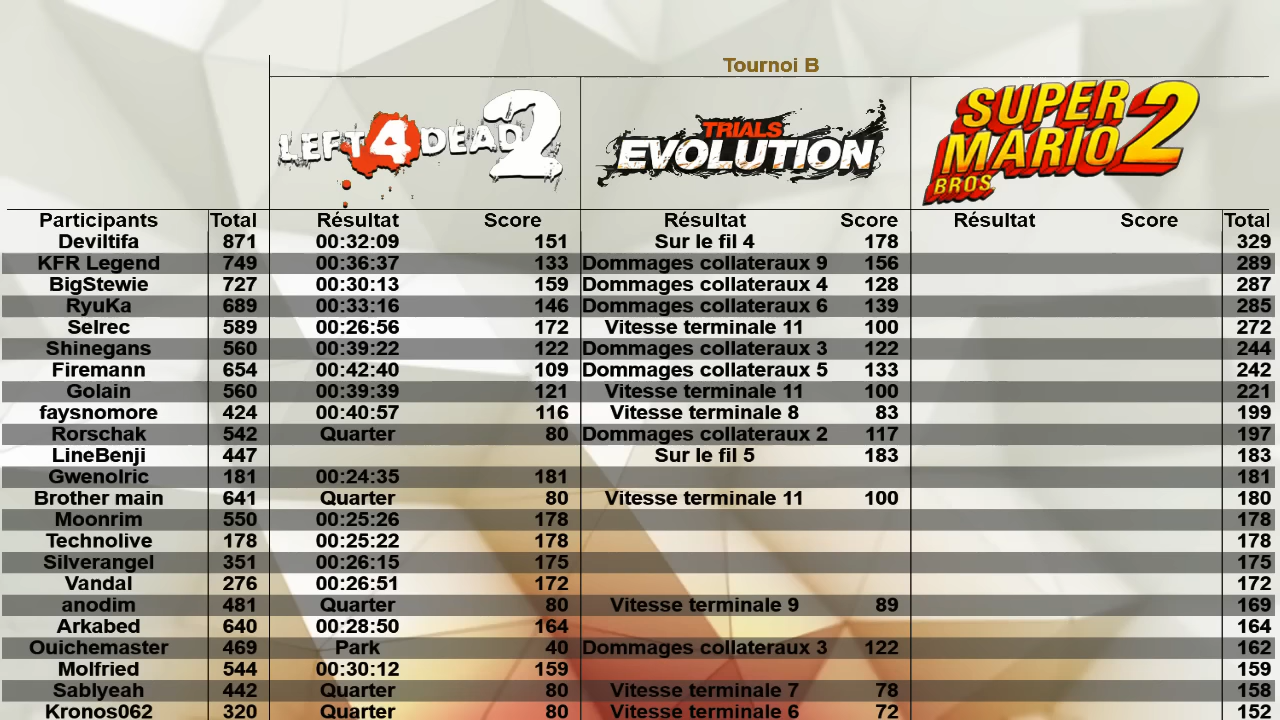 Tournoi B
LEFT 4 DEAD 2 TRIALS EVOLUTION SUPER MARIO BROS. 2
Participants Total Résultat Score Résultat Score Résultat Score Total
Deviltifa 871 00:32:09 151 Sur le fil 4 178 329
KFR Legend 749 00:36:37 133 Dommages collateraux 9 156 289
BigStewie 727 00:30:13 159 Dommages collateraux 4 128 287
RyuKa 689 00:33:16 146 Dommages collateraux 6 139 285
Selrec 589 00:26:56 172 Vitesse terminale 11 100 272
Shinegans 560 00:39:22 122 Dommages collateraux 3 122 244
Firemann 654 00:42:40 109 Dommages collateraux 5 133 242
Golain 560 00:39:39 121 Vitesse terminale 11 100 221
faysnomore 424 00:40:57 116 Vitesse terminale 8 83 199
Rorschak 542 Quarter 80 Dommages collateraux 2 117 197
LineBenji 447 Sur le fil 5 183 183
Gwenolric 181 00:24:35 181 181
Brother main 641 Quarter 80 Vitesse terminale 11 100 180
Moonrim 550 00:25:26 178 178
Technolive 178 00:25:22 178 178
Silverangel 351 00:26:15 175 175
Vandal 276 00:26:51 172 172
anodim 481 Quarter 80 Vitesse terminale 9 89 169
Arkabed 640 00:28:50 164 164
Ouichemaster 469 Park 40 Dommages collateraux 3 122 162
Molfried 544 00:30:12 159 159
Sablyeah 442 Quarter 80 Vitesse terminale 7 78 158
Kronos062 320 Quarter 80 Vitesse terminale 6 72 152